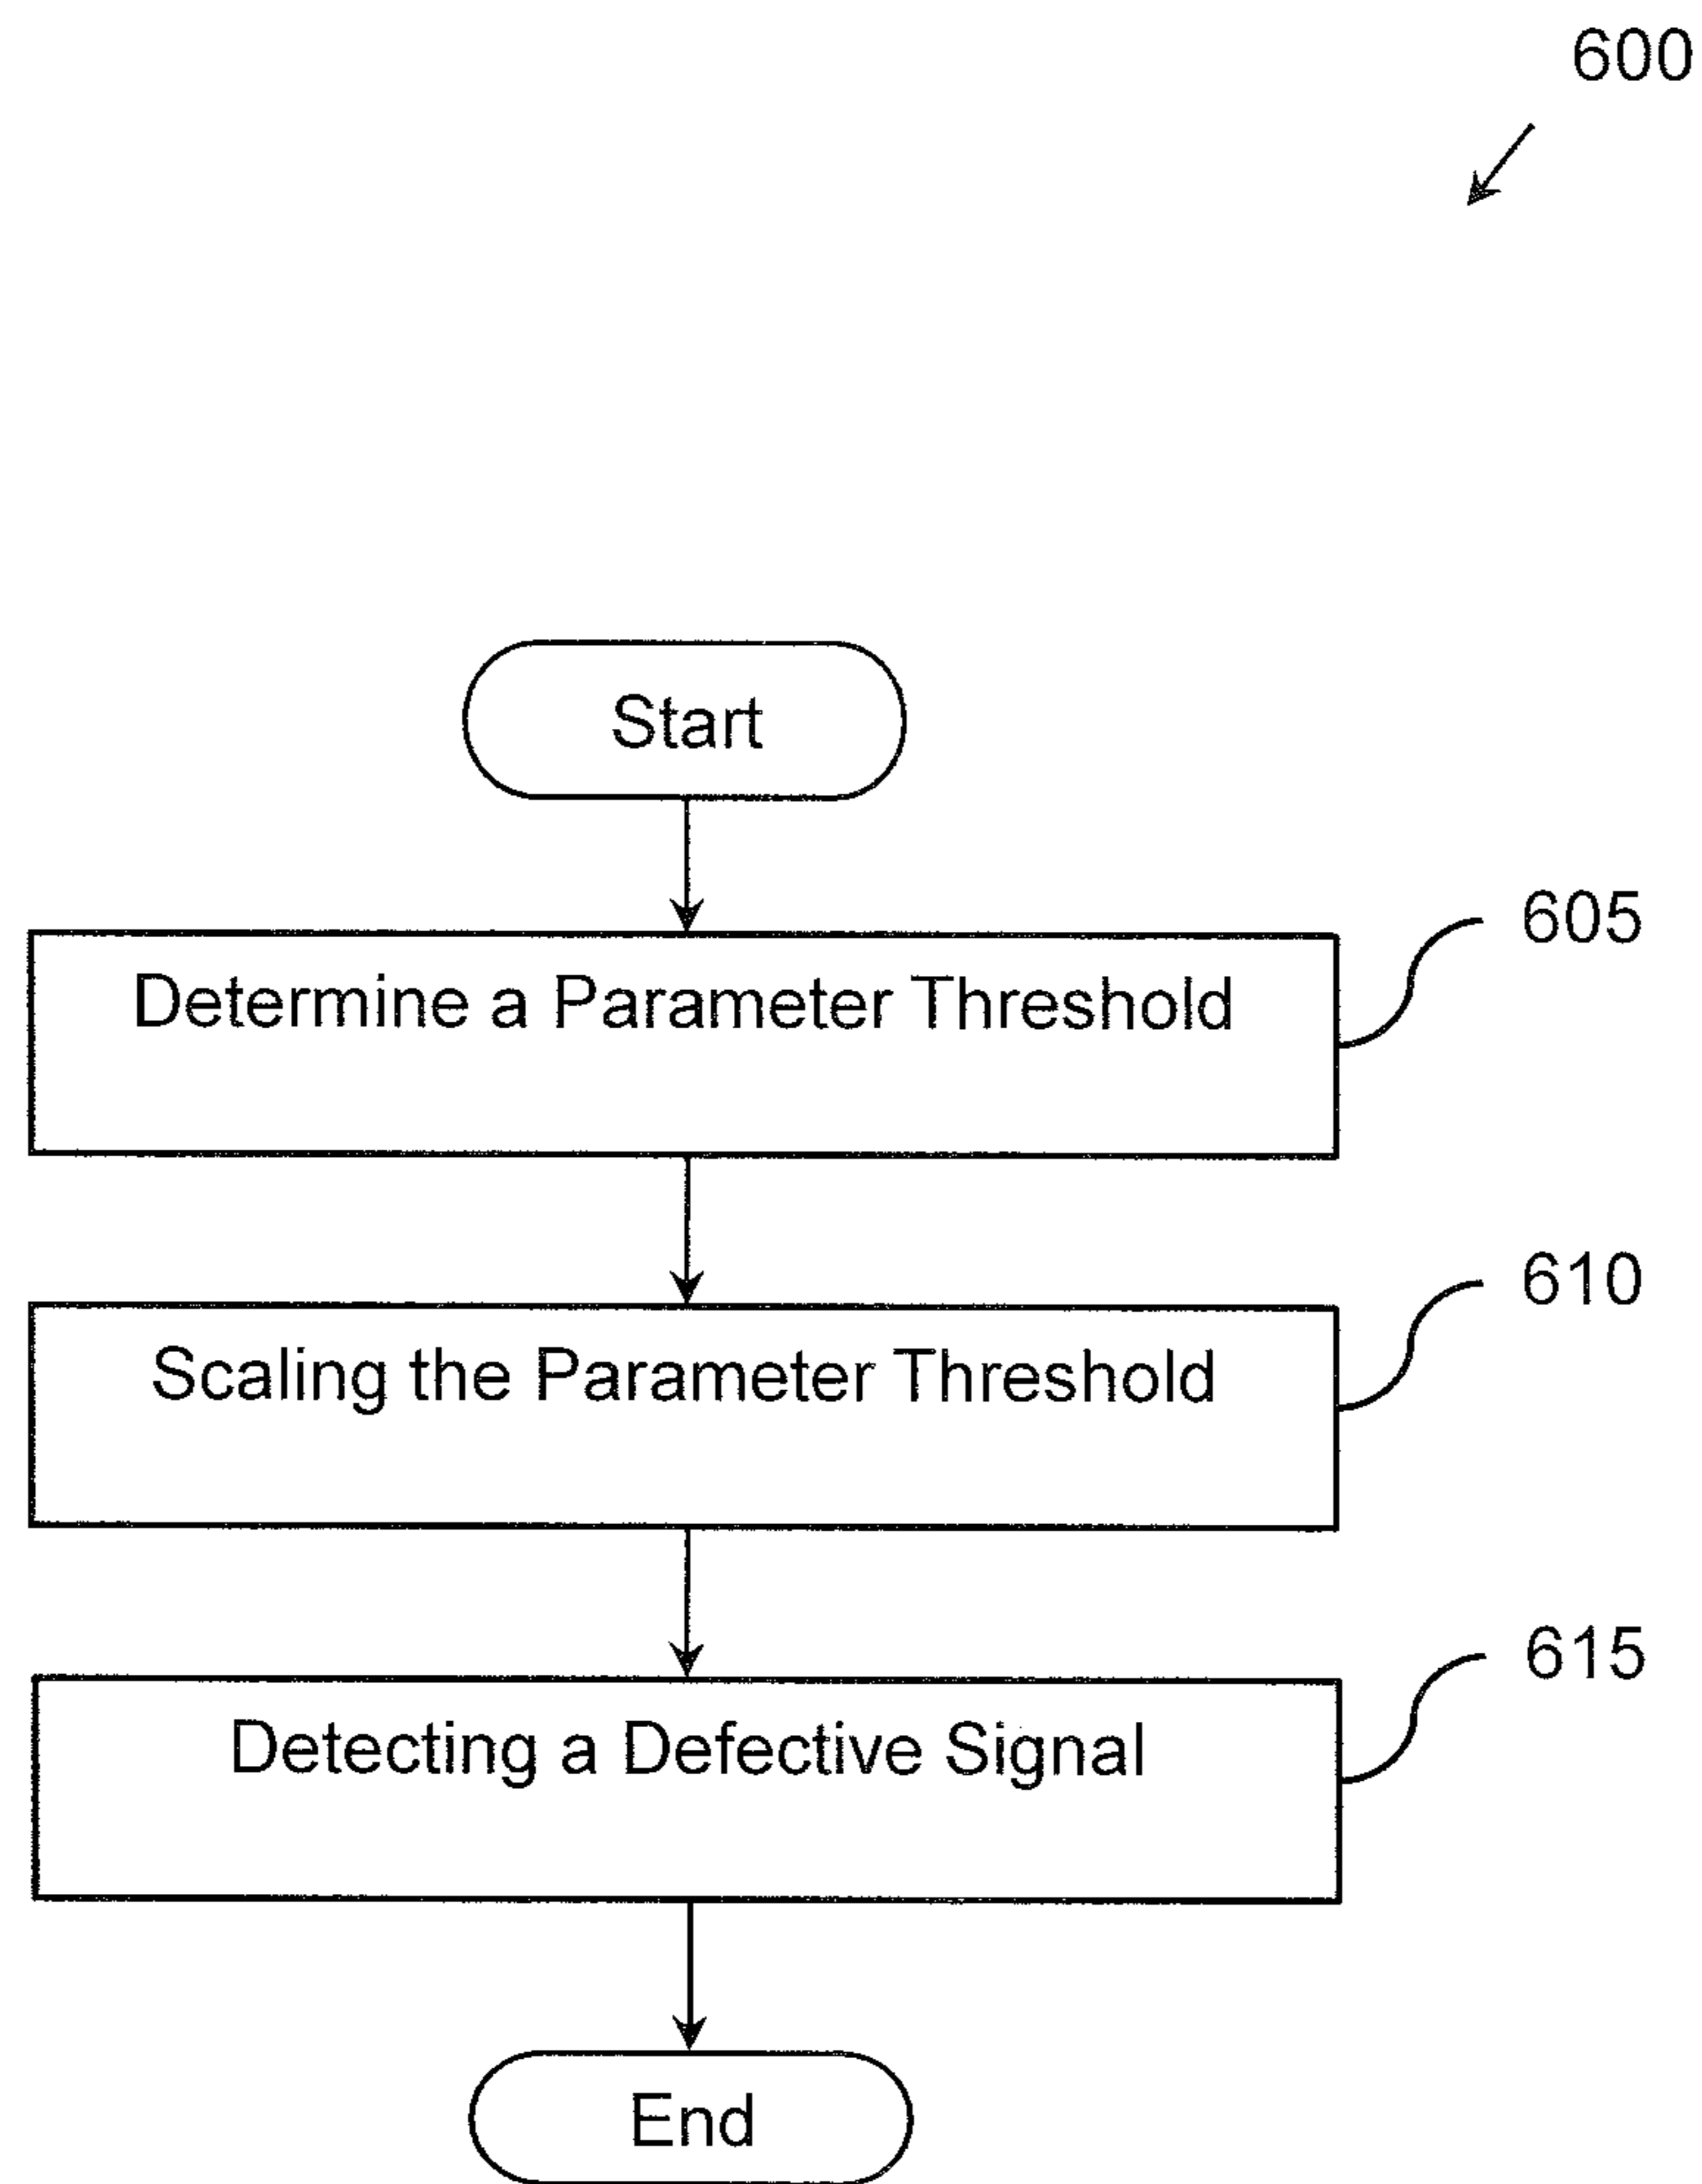 600
Start
Determine a Parameter Threshold
605
Scaling the Parameter Threshold
610
Detecting a Defective Signal
615
End